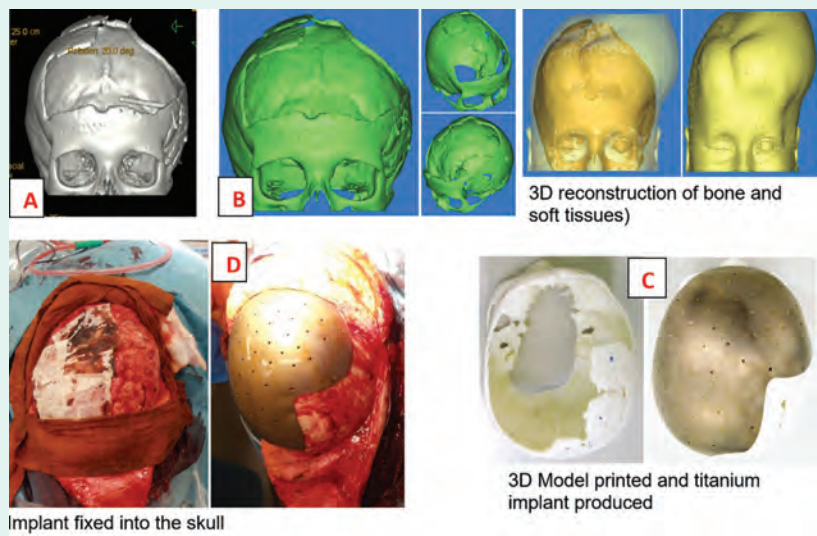 25.0 cm
Rotation: 20.0 deg
A
B
3D reconstruction of bone and
soft tissues)
D
Implant fixed into the skull
C
3D Model printed and titanium
implant produced